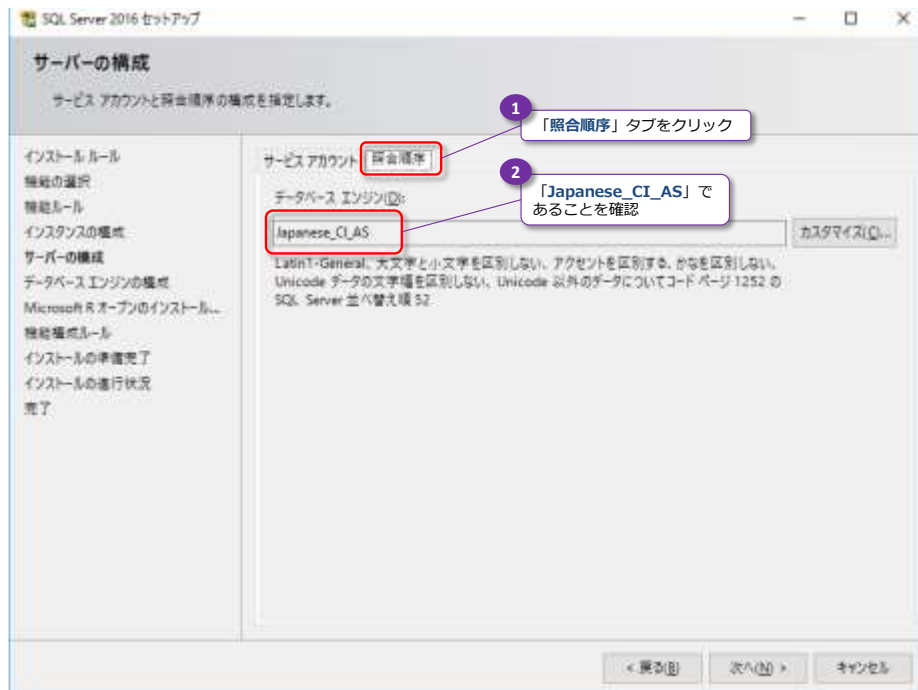 SQL Server 2016 セットアップ
サーバーの構成
サービス アカウントと照合順序の構成を指定します。
1
「照合順序」タブをクリック
インストール ルール
機能の選択
機能ルール
インスタンスの構成
サーバーの構成
データベース エンジンの構成
Microsoft R オープンのインストール...
機能構成ルール
インストールの準備完了
インストールの進行状況
完了
サービス アカウント 照合順序
2
「Japanese_CI_AS」で
あることを確認
データベース エンジン(D):
Japanese_CI_AS
カスタマイズ(C)...
Latin1-General、大文字と小文字を区別しない、アクセントを区別する、かなを区別しない、
Unicode データの文字幅を区別しない、Unicode 以外のデータについてコード ページ 1252 の
SQL Server 並べ替え順 52
< 戻る(B)
次へ(N) >
キャンセル